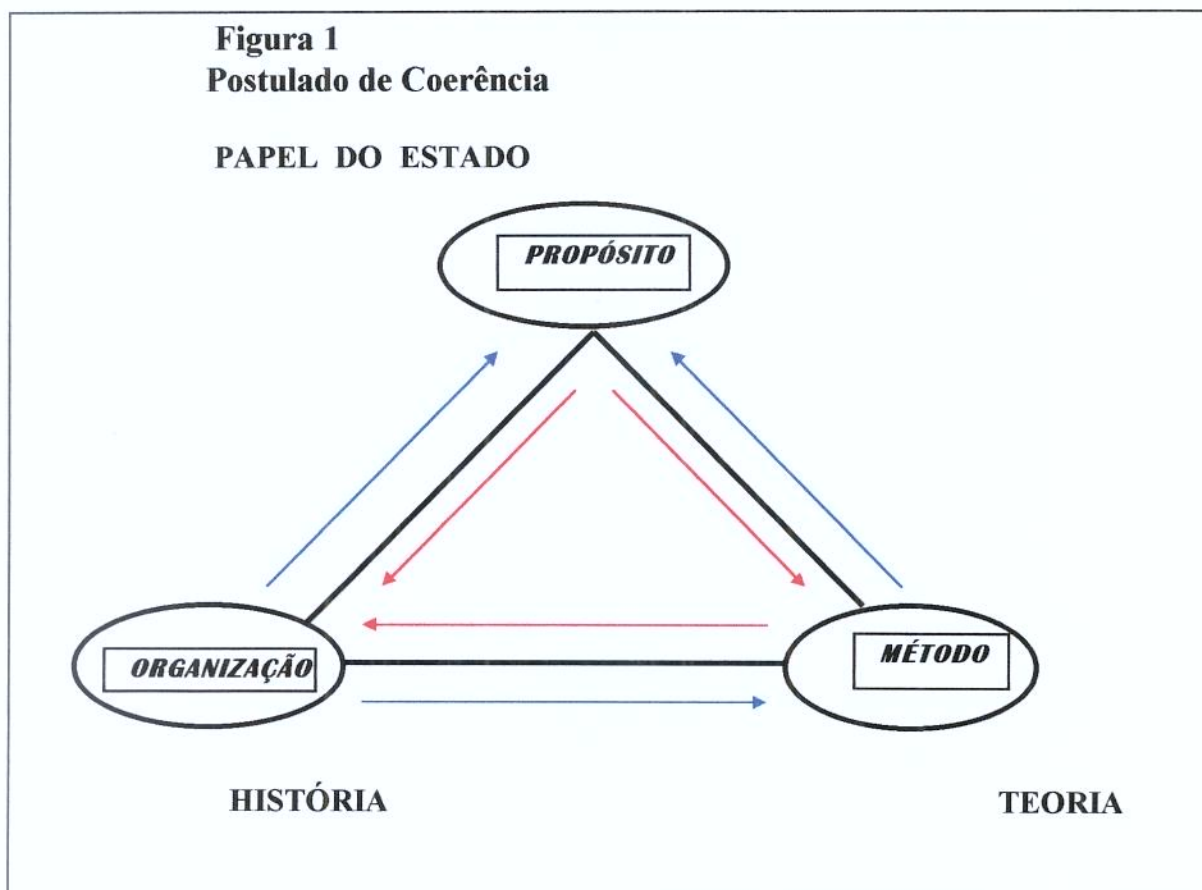 Figura 1
Postulado de Coerência
PAPEL DO ESTADO
PROPÓSITO
ORGANIZAÇÃO
MÉTODO
HISTÓRIA
TEORIA